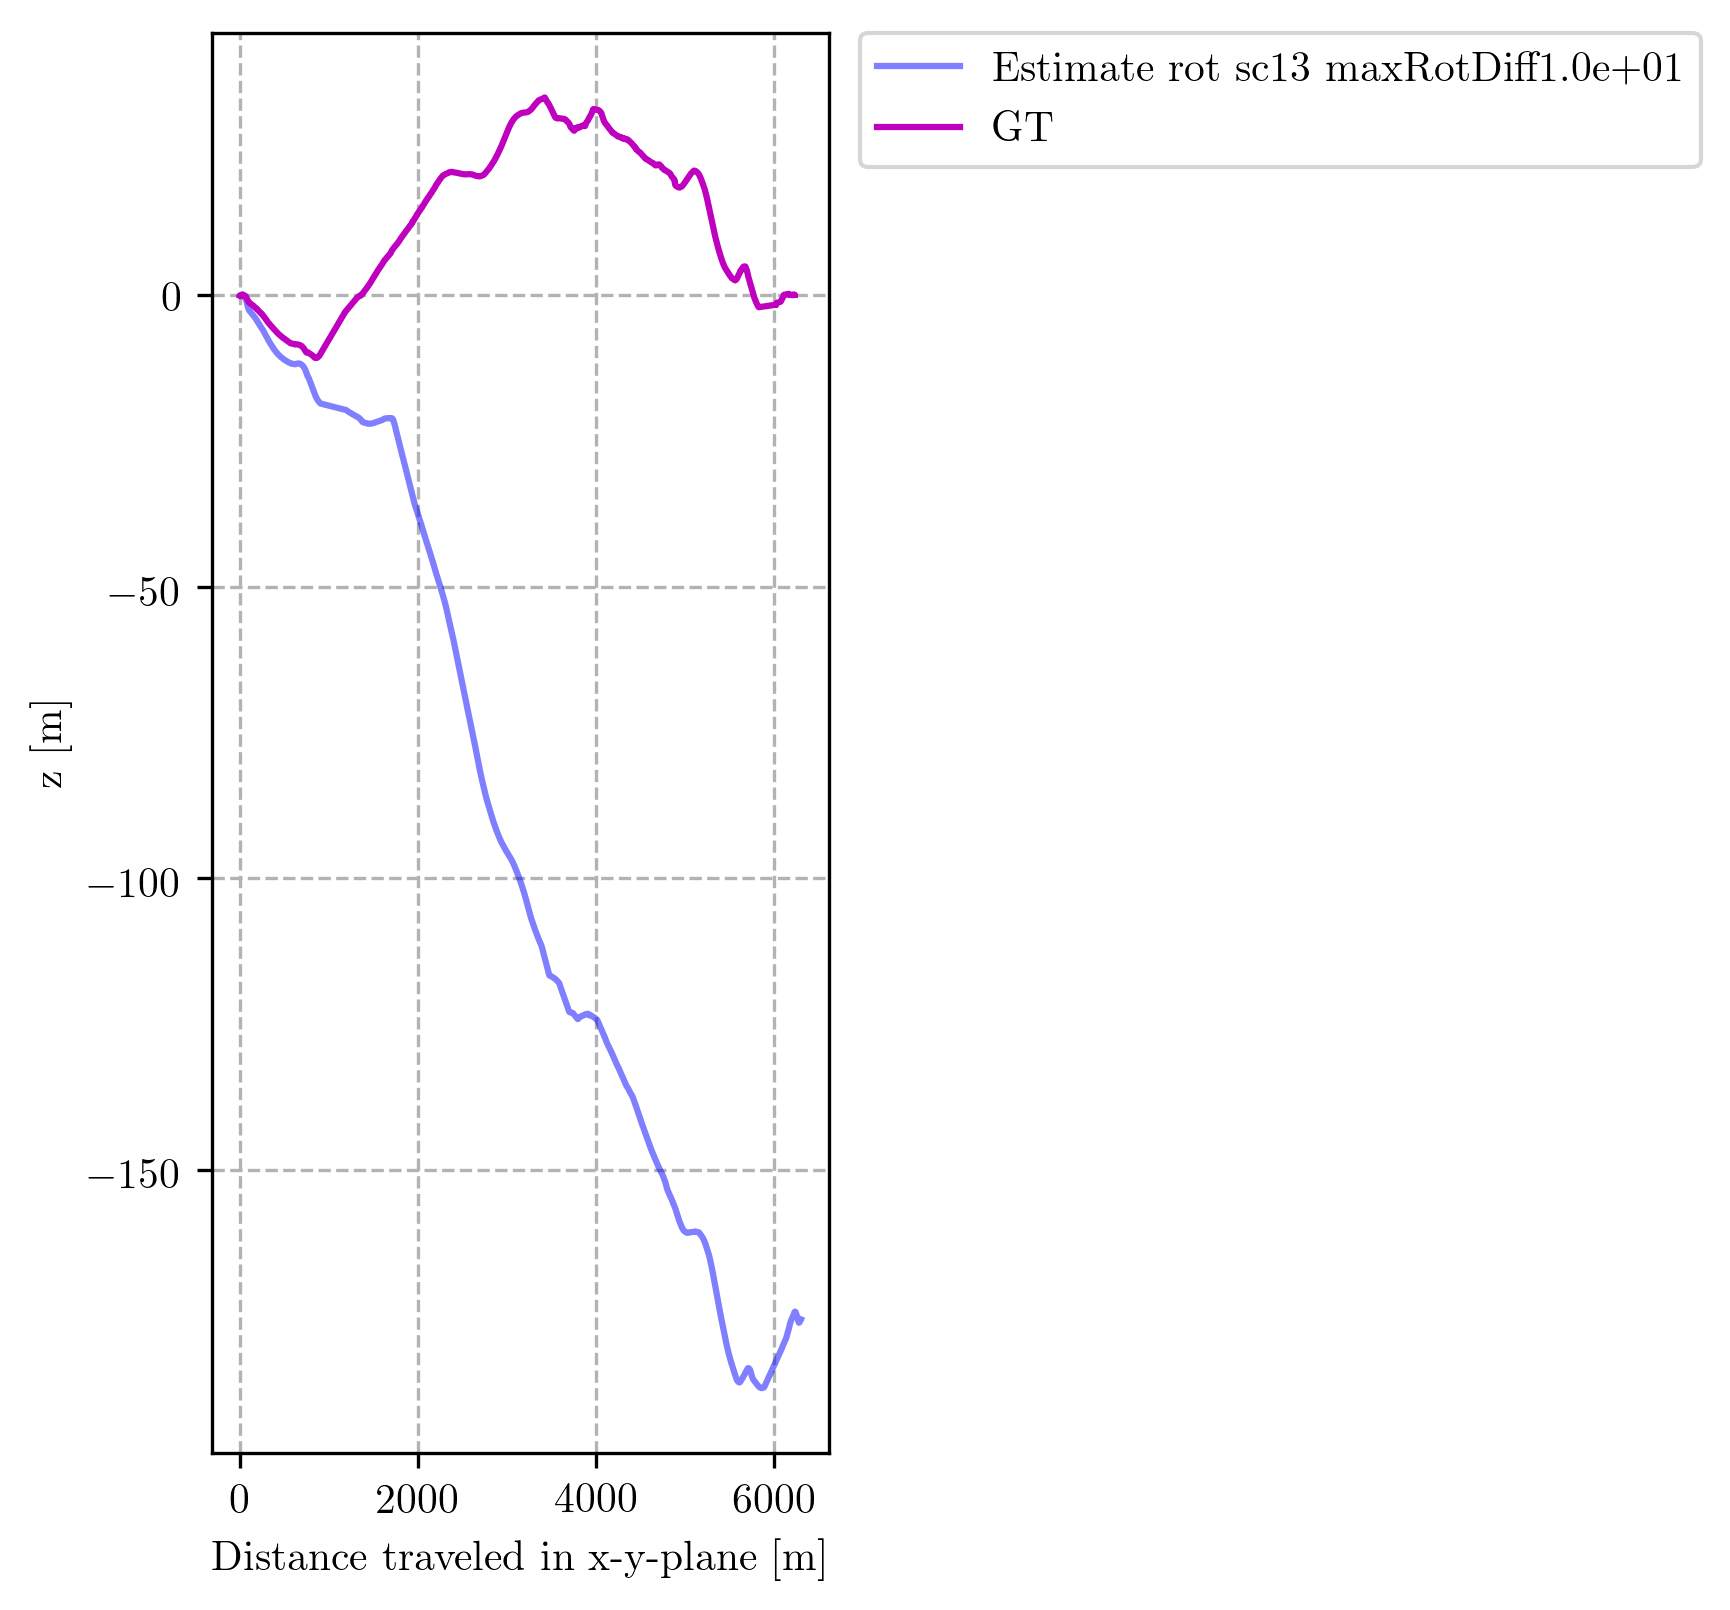 Estimate rot sc13 maxRotDiff1.0e+01
GT
0
−50
−100
−150
z [m]
0 2000 4000 6000
Distance traveled in x-y-plane [m]